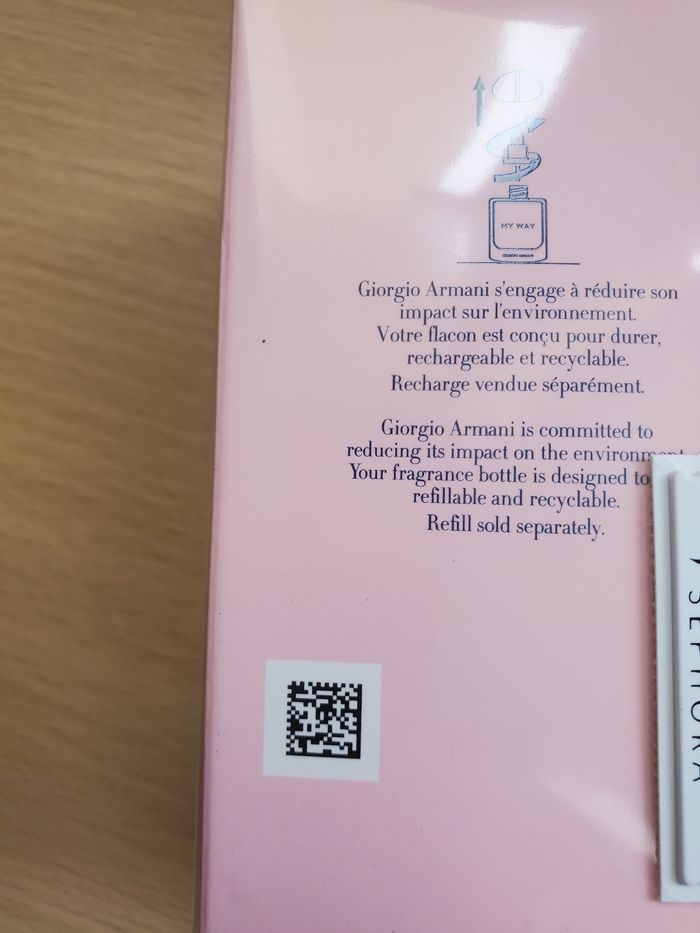 MY WAY
GIORGIO ARMANI
Giorgio Armani s'engage à réduire son
impact sur l'environnement.
Votre flacon est conçu pour durer,
rechargeable et recyclable.
Recharge vendue séparément.
Giorgio Armani is committed to
reducing its impact on the environment
Your fragrance bottle is designed to
refillable and recyclable.
Refill sold separately.
SEPHORA